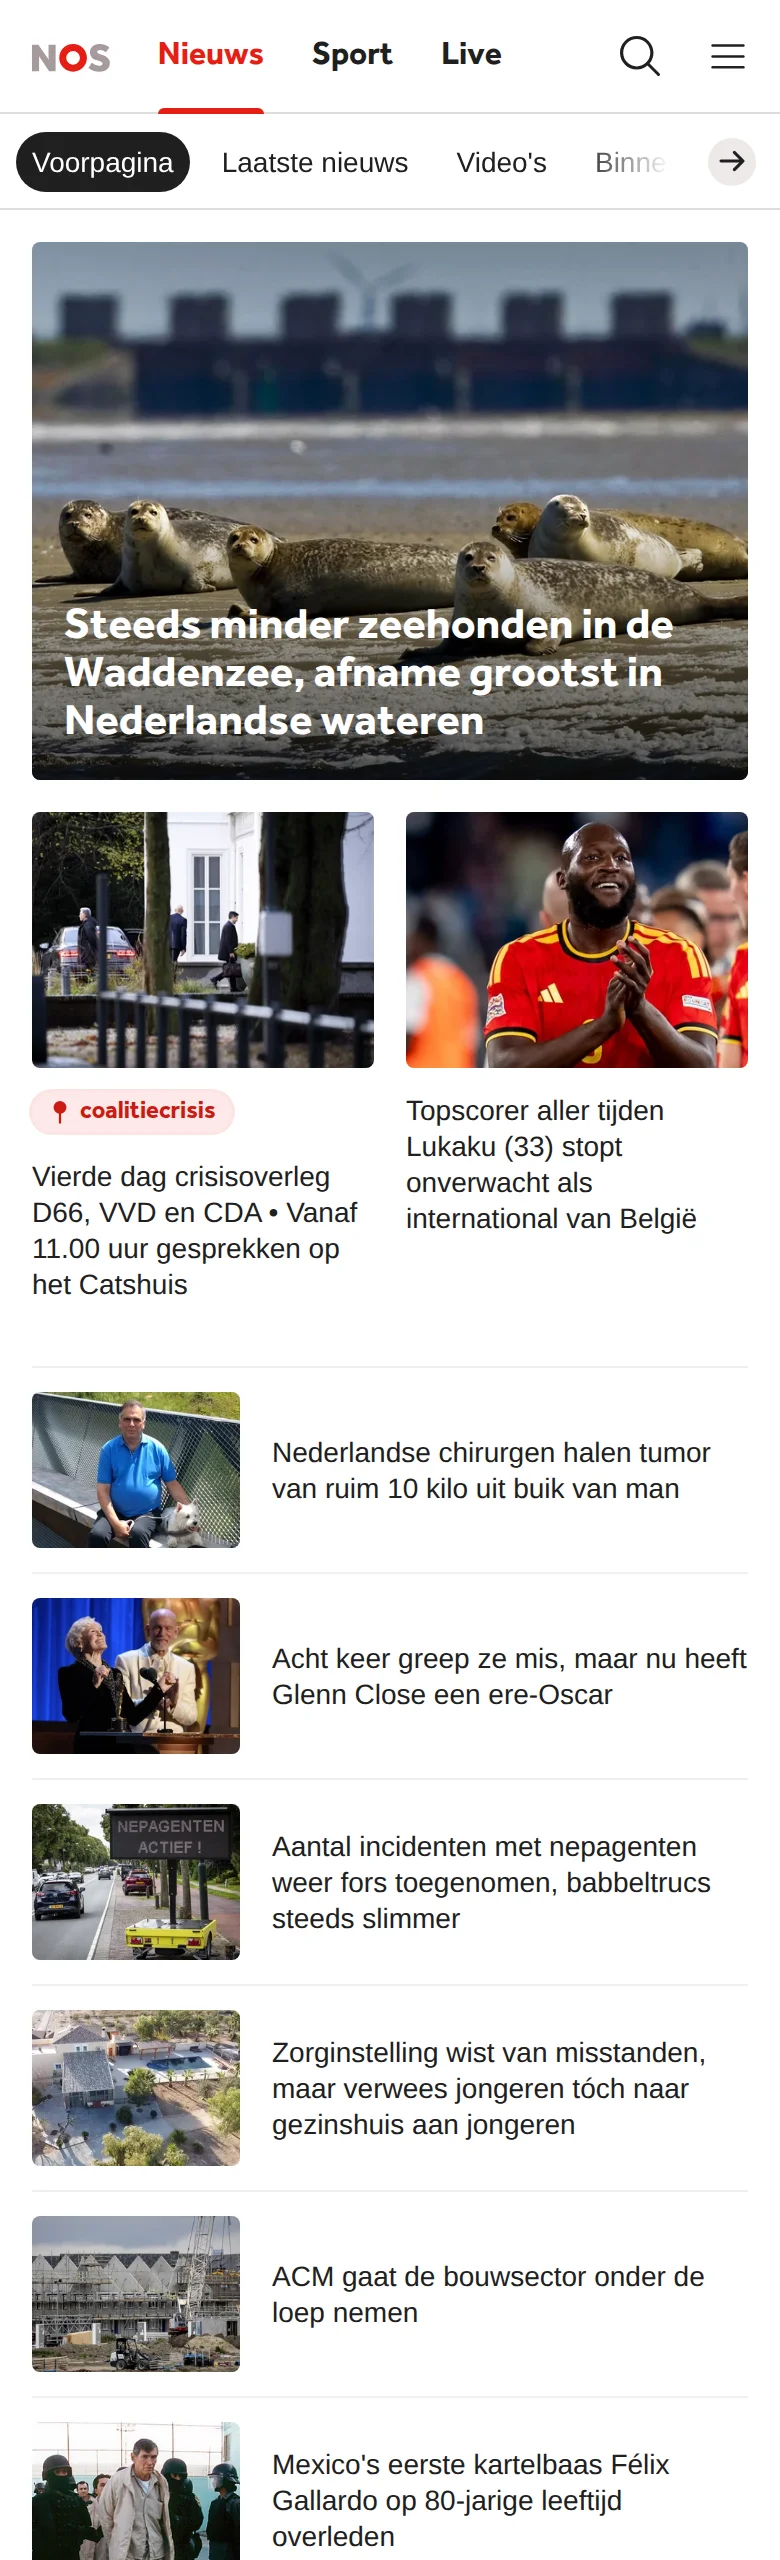 NOS Nieuws Sport Live
Voorpagina Laatste nieuws Video's Binne
Steeds minder zeehonden in de
Waddenzee, afname grootst in
Nederlandse wateren
coalitiecrisis
Vierde dag crisisoverleg
D66, VVD en CDA • Vanaf
11.00 uur gesprekken op
het Catshuis
Topscorer aller tijden
Lukaku (33) stopt
onverwacht als
international van België
Nederlandse chirurgen halen tumor
van ruim 10 kilo uit buik van man
Acht keer greep ze mis, maar nu heeft
Glenn Close een ere-Oscar
NEPAGENTEN
ACTIEF !
Aantal incidenten met nepagenten
weer fors toegenomen, babbeltrucs
steeds slimmer
Zorginstelling wist van misstanden,
maar verwees jongeren tóch naar
gezinshuis aan jongeren
ACM gaat de bouwsector onder de
loep nemen
Mexico's eerste kartelbaas Félix
Gallardo op 80-jarige leeftijd
overleden